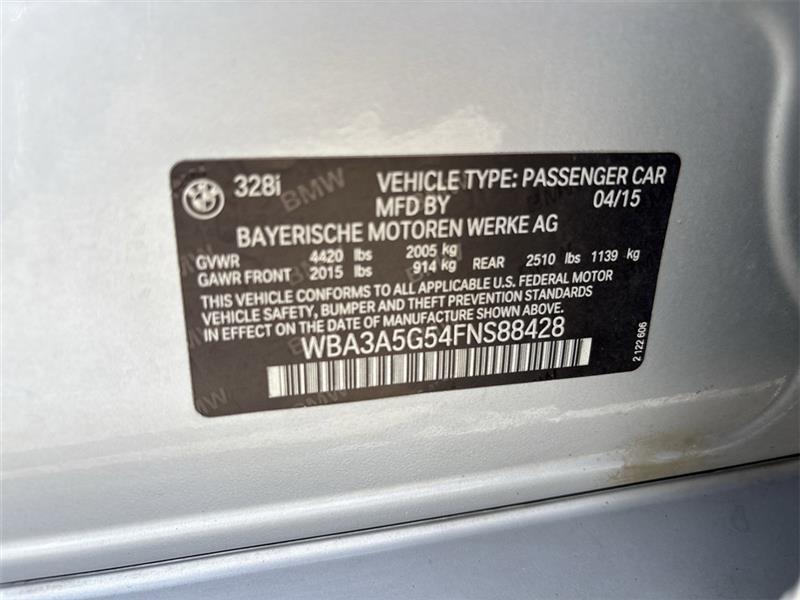 328i VEHICLE TYPE: PASSENGER CAR
MFD BY 04/15
BAYERISCHE MOTOREN WERKE AG
GVWR 4420 lbs 2005 kg
GAWR FRONT 2015 lbs 914 kg REAR 2510 lbs 1139 kg
THIS VEHICLE CONFORMS TO ALL APPLICABLE U.S. FEDERAL MOTOR
VEHICLE SAFETY, BUMPER AND THEFT PREVENTION STANDARDS
IN EFFECT ON THE DATE OF MANUFACTURE SHOWN ABOVE.
WBA3A5G54FNS88428
2 122 606
BMW